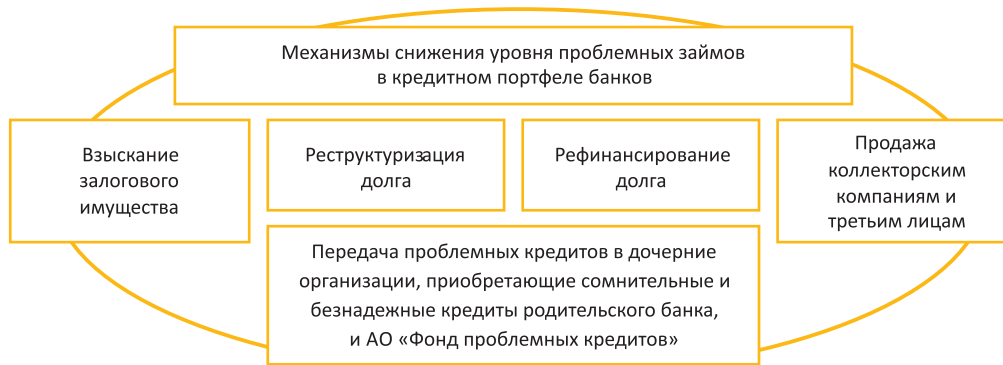 Механизмы снижения уровня проблемных займов
в кредитном портфеле банков
Взыскание
залогового
имущества
Реструктуризация
долга
Рефинансирование
долга
Продажа
коллекторским
компаниям и
третьим лицам
Передача проблемных кредитов в дочерние
организации, приобретающие сомнительные и
безнадежные кредиты родительского банка,
и АО «Фонд проблемных кредитов»